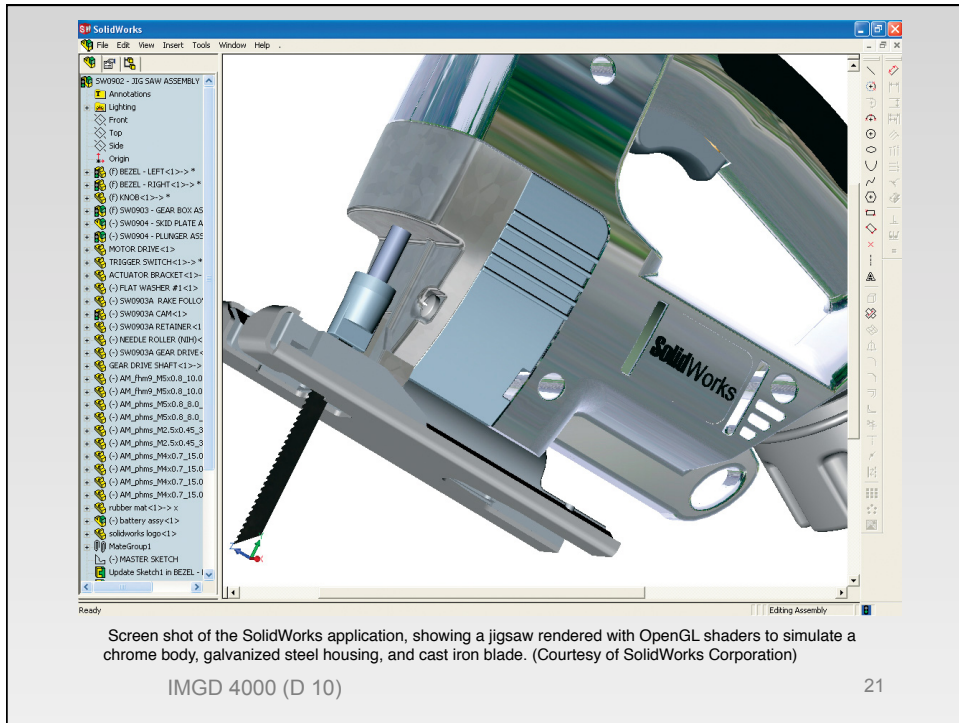 SolidWorks
File Edit View Insert Tools Window Help .
SW0902 - JIG SAW ASSEMBLY
Annotations
Lighting
Front
Top
Side
Origin
(f) BEZEL - LEFT<1>-> *
(f) BEZEL - RIGHT<1>-> *
(f) KNOB<1>-> *
(f) SW0903 - GEAR BOX AS
(-) SW0904 - SKID PLATE A
(-) SW0904 - PLUNGER ASS
MOTOR DRIVE<1>
TRIGGER SWITCH<1>-> *
ACTUATOR BRACKET<1>-
(-) FLAT WASHER #1<1>
(-) SW0903A RAKE FOLLO
(-) SW0903A CAM<1>
(-) SW0903A RETAINER<1
(-) NEEDLE ROLLER (NIH)<
(-) SW0903A GEAR DRIVE<
GEAR DRIVE SHAFT<1>->
(-) AM_fhm9_M5x0.8_10.0
(-) AM_fhm9_M5x0.8_10.0
(-) AM_phms_M5x0.8_8.0_
(-) AM_phms_M5x0.8_8.0_
(-) AM_phms_M2.5x0.45_3
(-) AM_phms_M2.5x0.45_3
(-) AM_phms_M4x0.7_15.0
(-) AM_phms_M4x0.7_15.0
(-) AM_phms_M4x0.7_15.0
(-) AM_phms_M4x0.7_15.0
rubber mat<1>-> x
(-) battery assy<1>
solidworks logo<1>
MateGroup1
(-) MASTER SKETCH
Update Sketch1 in BEZEL -
SolidWorks
Ready
Editing Assembly
Screen shot of the SolidWorks application, showing a jigsaw rendered with OpenGL shaders to simulate a
chrome body, galvanized steel housing, and cast iron blade. (Courtesy of SolidWorks Corporation)
IMGD 4000 (D 10)
21